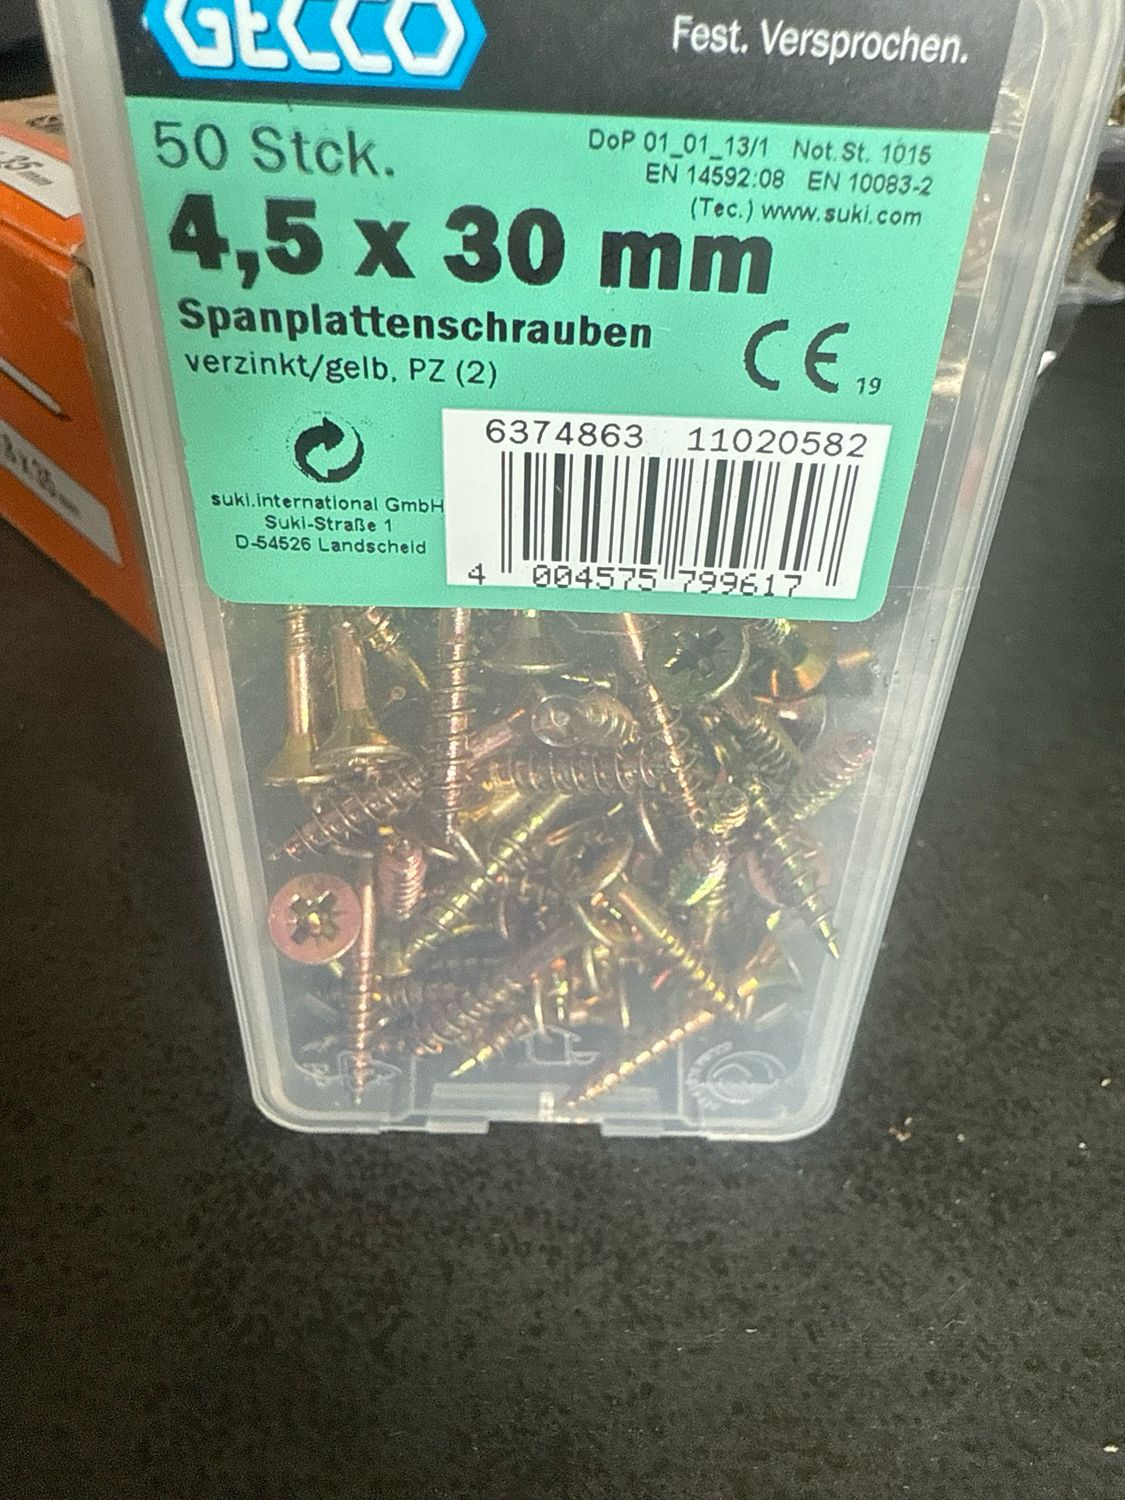 GECCO
Fest. Versprochen.
50 Stck.
DoP 01_01_13/1 Not.St. 1015
EN 14592:08 EN 10083-2
(Tec.) www.suki.com
4,5 x 30 mm
Spanplattenschrauben
verzinkt/gelb, PZ (2)
CE 19
6374863 11020582
suki.international GmbH
Suki-Straße 1
D-54526 Landscheid
4 004575 799617
35mm